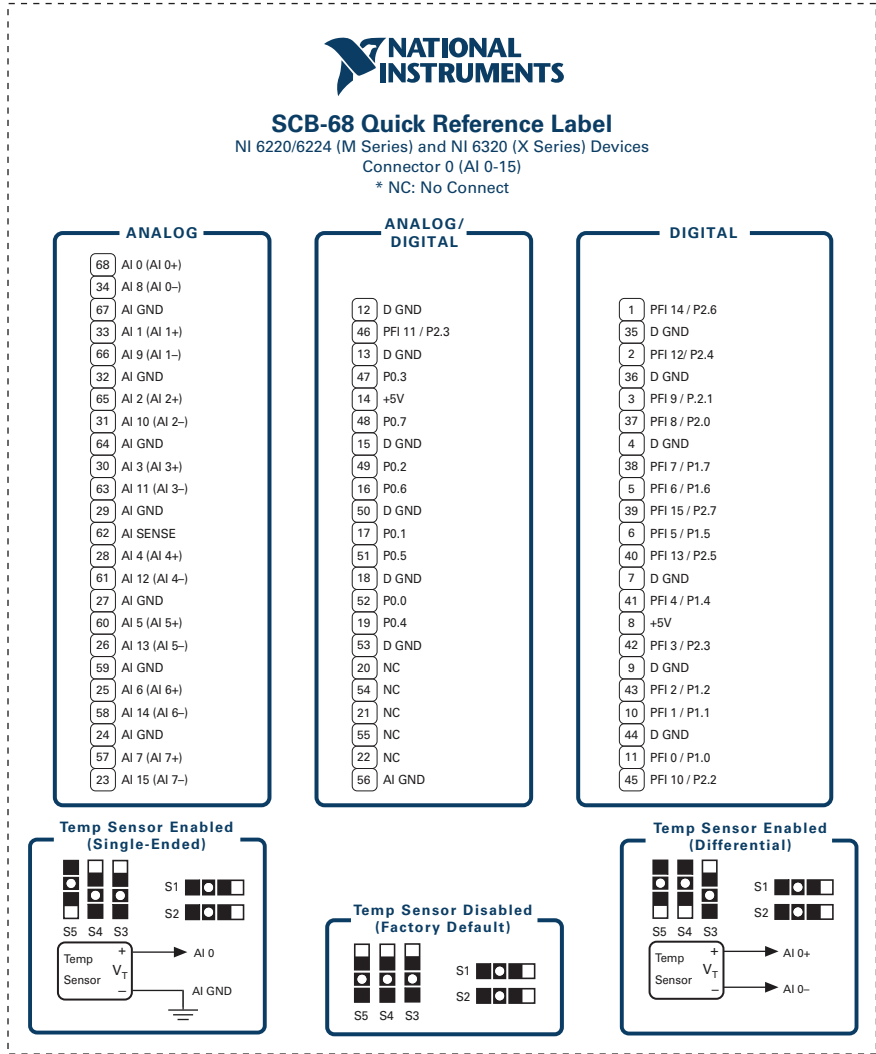 NATIONAL
INSTRUMENTS
SCB-68 Quick Reference Label
NI 6220/6224 (M Series) and NI 6320 (X Series) Devices
Connector 0 (AI 0-15)
* NC: No Connect
ANALOG
68 AI 0 (AI 0+)
34 AI 8 (AI 0–)
67 AI GND
33 AI 1 (AI 1+)
66 AI 9 (AI 1–)
32 AI GND
65 AI 2 (AI 2+)
31 AI 10 (AI 2–)
64 AI GND
30 AI 3 (AI 3+)
63 AI 11 (AI 3–)
29 AI GND
62 AI SENSE
28 AI 4 (AI 4+)
61 AI 12 (AI 4–)
27 AI GND
60 AI 5 (AI 5+)
26 AI 13 (AI 5–)
59 AI GND
25 AI 6 (AI 6+)
58 AI 14 (AI 6–)
24 AI GND
57 AI 7 (AI 7+)
23 AI 15 (AI 7–)
ANALOG/
DIGITAL
12 D GND
46 PFI 11 / P2.3
13 D GND
47 P0.3
14 +5V
48 P0.7
15 D GND
49 P0.2
16 P0.6
50 D GND
17 P0.1
51 P0.5
18 D GND
52 P0.0
19 P0.4
53 D GND
20 NC
54 NC
21 NC
55 NC
22 NC
56 AI GND
DIGITAL
1 PFI 14 / P2.6
35 D GND
2 PFI 12/ P2.4
36 D GND
3 PFI 9 / P.2.1
37 PFI 8 / P2.0
4 D GND
38 PFI 7 / P1.7
5 PFI 6 / P1.6
39 PFI 15 / P2.7
6 PFI 5 / P1.5
40 PFI 13 / P2.5
7 D GND
41 PFI 4 / P1.4
8 +5V
42 PFI 3 / P2.3
9 D GND
43 PFI 2 / P1.2
10 PFI 1 / P1.1
44 D GND
11 PFI 0 / P1.0
45 PFI 10 / P2.2
Temp Sensor Enabled
(Single-Ended)
S1
S2
S5 S4 S3
Temp
Sensor
+
VT
–
AI 0
AI GND
Temp Sensor Disabled
(Factory Default)
S1
S2
S5 S4 S3
Temp Sensor Enabled
(Differential)
S1
S2
S5 S4 S3
Temp
Sensor
+
VT
–
AI 0+
AI 0–